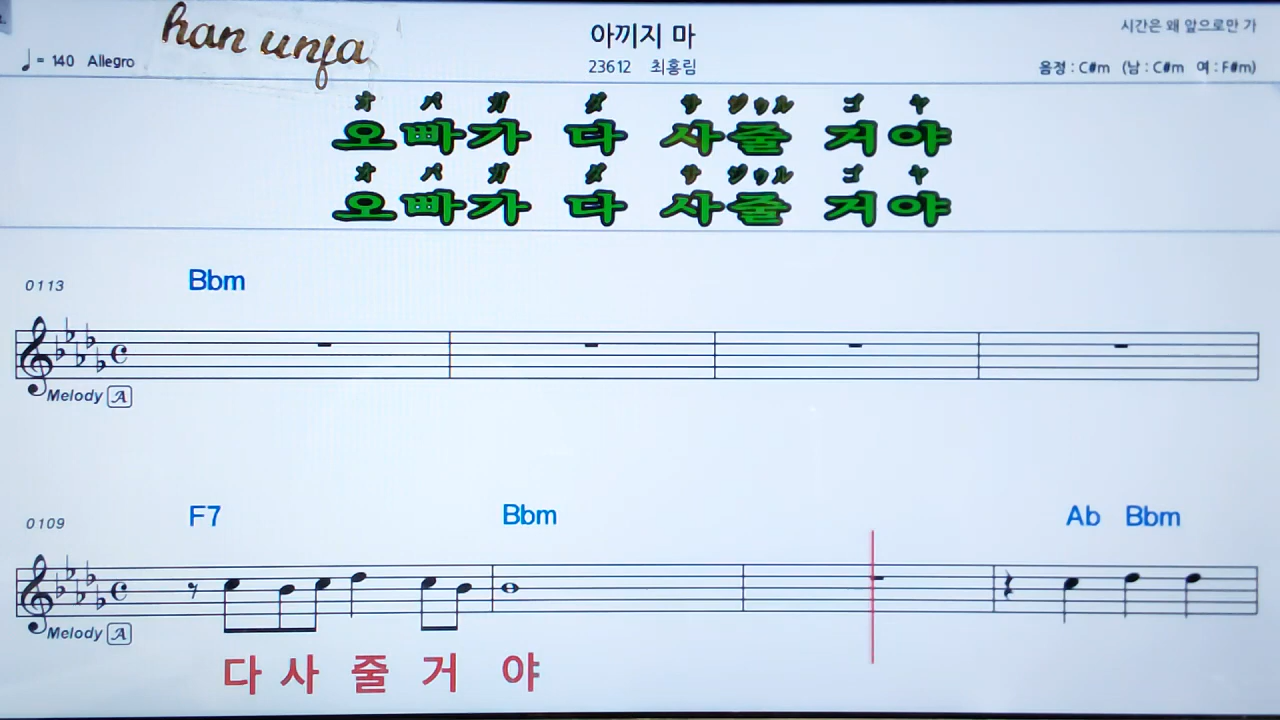 han unfa
♩ = 140 Allegro
아끼지 마
23612 최홍림
시간은 왜 앞으로만 가
음정 : C#m (남 : C#m 여 : F#m)
オ パ ガ ダ サ ジゥル ゴ ヤ
오빠가 다 사줄 거야
オ パ ガ ダ サ ジゥル ゴ ヤ
오빠가 다 사줄 거야
0113 Bbm
Melody A
0109 F7 Bbm Ab Bbm
Melody A
다 사 줄 거 야